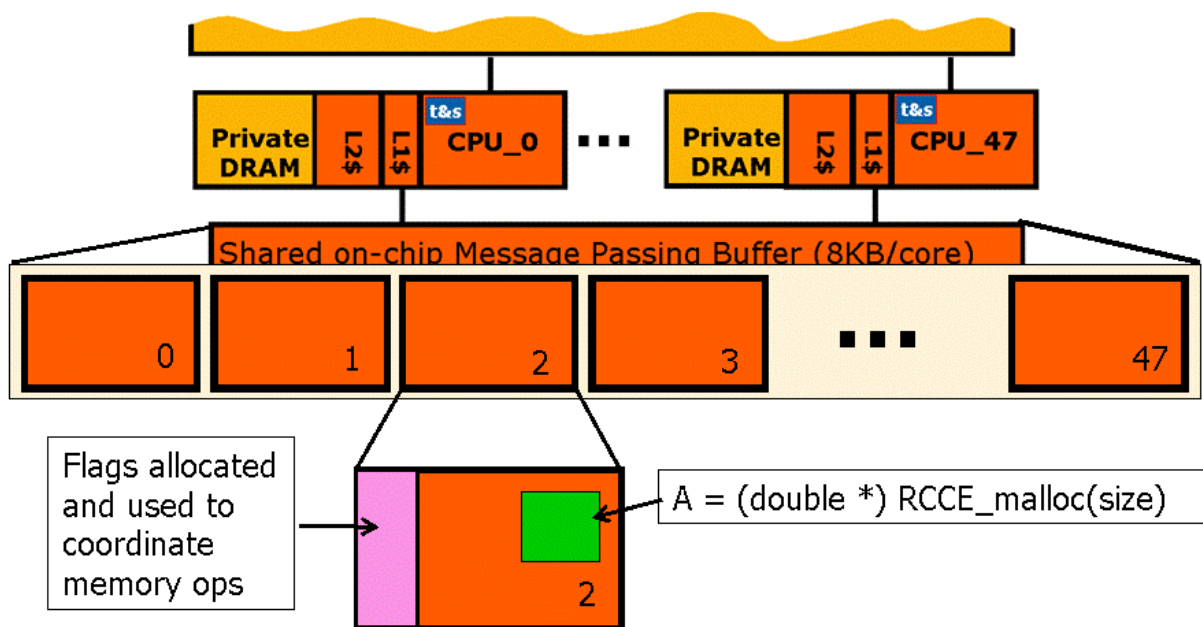 Private
DRAM
L2$
L1$
t&s
CPU_0
...
Private
DRAM
L2$
L1$
t&s
CPU_47
Shared on-chip Message Passing Buffer (8KB/core)
0
1
2
3
...
47
Flags allocated
and used to
coordinate
memory ops
2
A = (double *) RCCE_malloc(size)